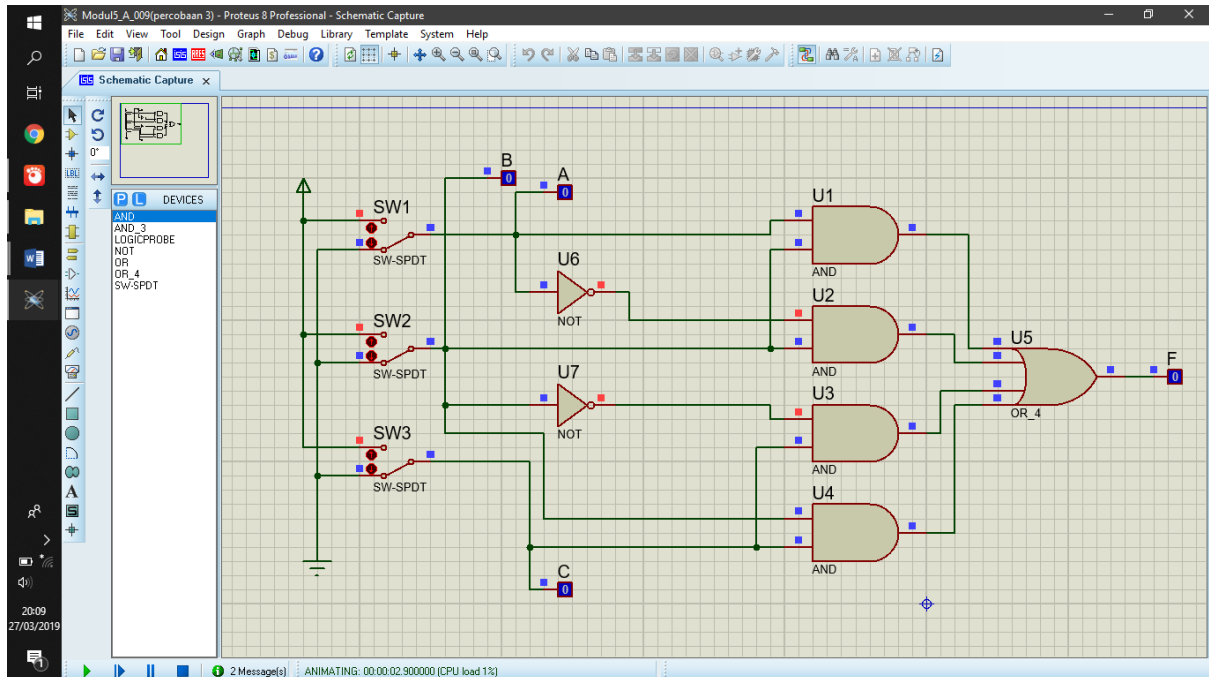 Modul5_A_009(percobaan 3) - Proteus 8 Professional - Schematic Capture
File Edit View Tool Design Graph Debug Library Template System Help
Schematic Capture x
0°
P L DEVICES
AND
AND_3
LOGICPROBE
NOT
OR
OR_4
SW-SPDT
B
0
A
0
SW1
SW-SPDT
U1
AND
U6
NOT
U2
AND
SW2
SW-SPDT
U5
OR_4
F
0
U7
NOT
U3
AND
SW3
SW-SPDT
U4
AND
C
0
20:09
27/03/2019
2 Message(s) ANIMATING: 00:00:02.900000 (CPU load 1%)